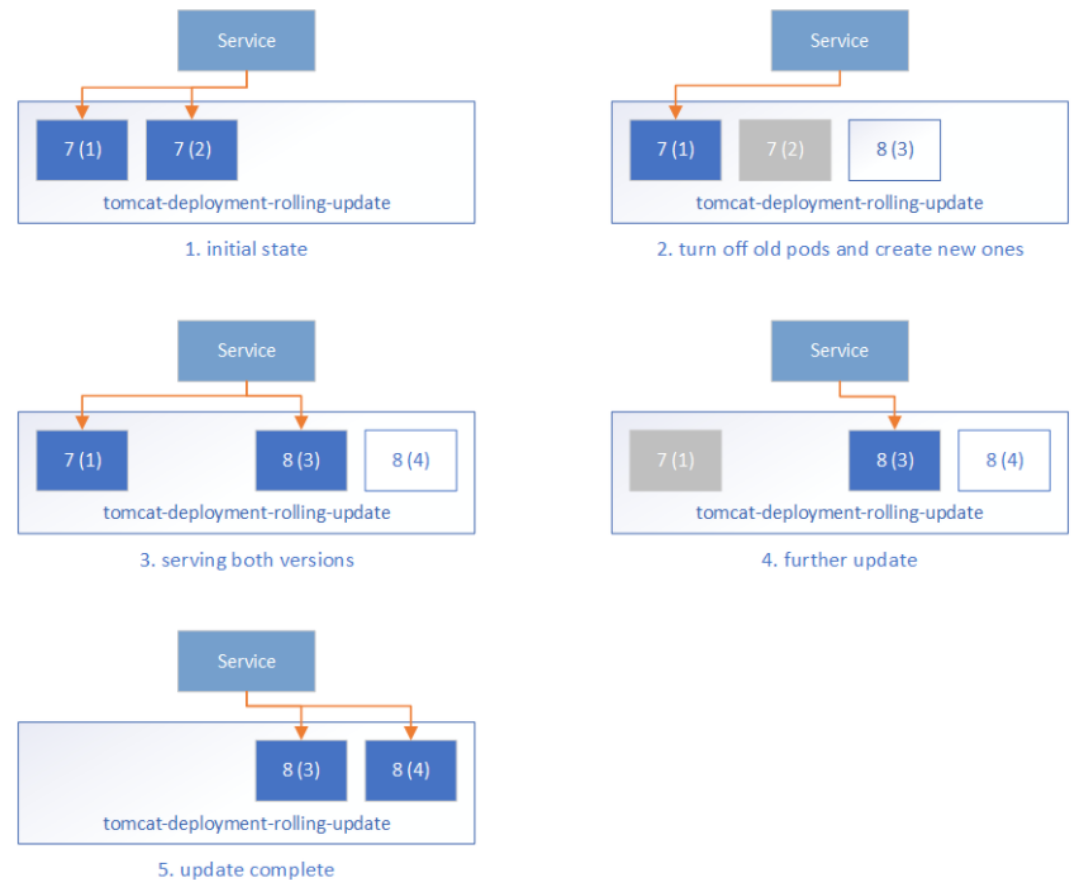 Service
7 (1)
7 (2)
tomcat-deployment-rolling-update
1. initial state
Service
7 (1)
7 (2)
8 (3)
tomcat-deployment-rolling-update
2. turn off old pods and create new ones
Service
7 (1)
8 (3)
8 (4)
tomcat-deployment-rolling-update
3. serving both versions
Service
7 (1)
8 (3)
8 (4)
tomcat-deployment-rolling-update
4. further update
Service
8 (3)
8 (4)
tomcat-deployment-rolling-update
5. update complete